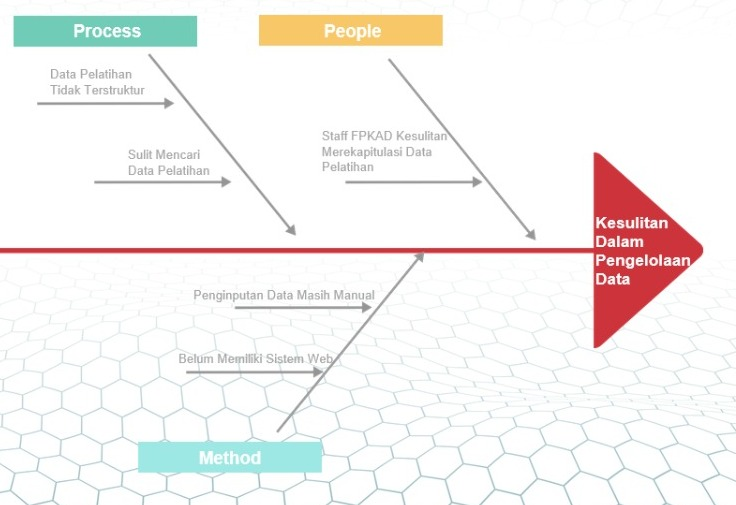 Process
People
Data Pelatihan
Tidak Terstruktur
Sulit Mencari
Data Pelatihan
Staff FPKAD Kesulitan
Merekapitulasi Data
Pelatihan
Kesulitan
Dalam
Pengelolaan
Data
Penginputan Data Masih Manual
Belum Memiliki Sistem Web
Method